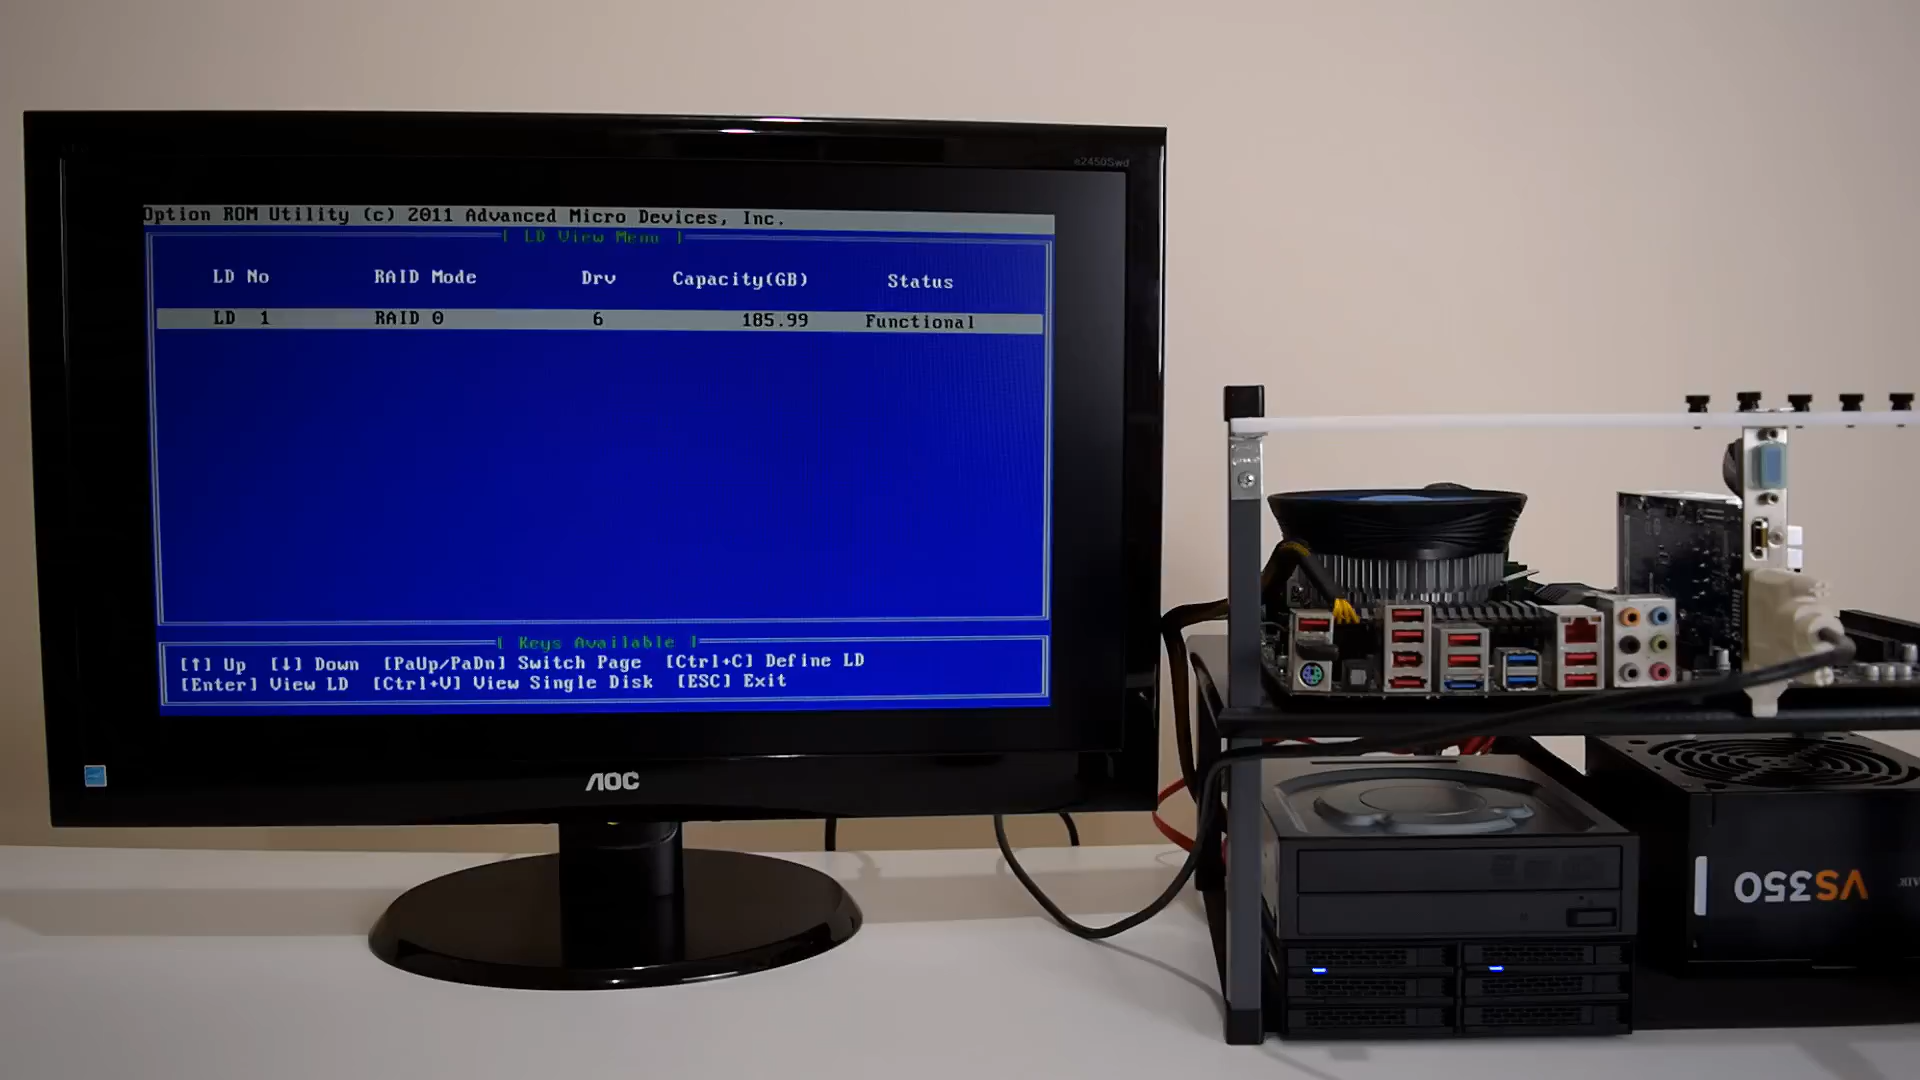 e2450Swd
Option ROM Utility (c) 2011 Advanced Micro Devices, Inc.
[ LD View Menu ]
LD No RAID Mode Drv Capacity(GB) Status
LD 1 RAID 0 6 185.99 Functional
[ Keys Available ]
[↑] Up [↓] Down [PaUp/PaDn] Switch Page [Ctrl+C] Define LD
[Enter] View LD [Ctrl+V] View Single Disk [ESC] Exit
AOC
VS350